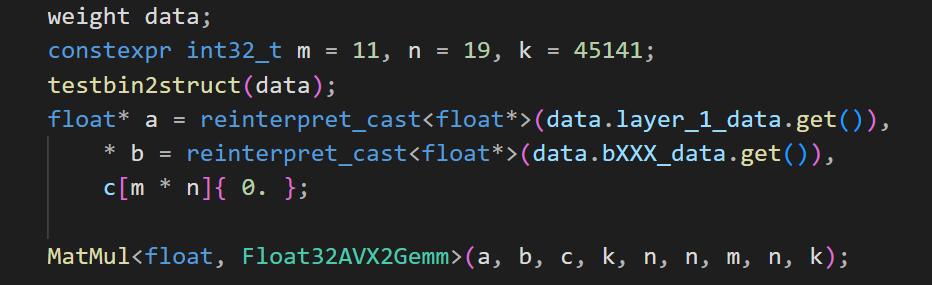 weight data;
constexpr int32_t m = 11, n = 19, k = 45141;
testbin2struct(data);
float* a = reinterpret_cast<float*>(data.layer_1_data.get()),
* b = reinterpret_cast<float*>(data.bXXX_data.get()),
c[m * n]{ 0. };
MatMul<float, Float32AVX2Gemm>(a, b, c, k, n, n, m, n, k);